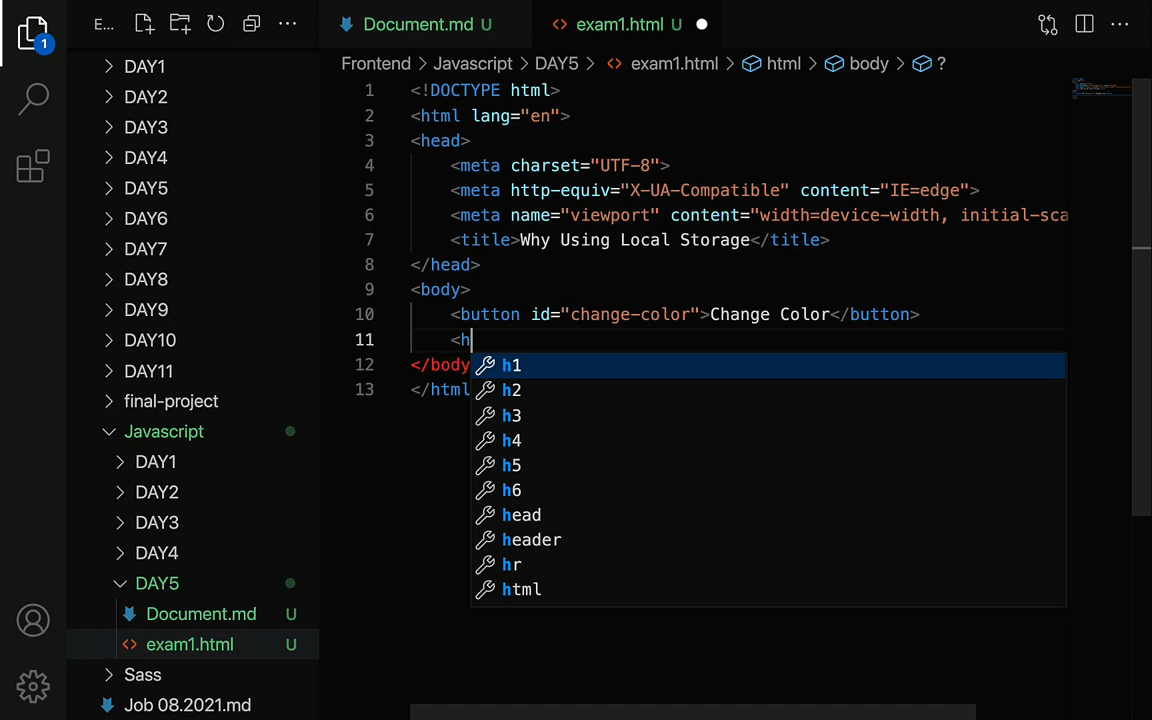 1
E...
DAY1
DAY2
DAY3
DAY4
DAY5
DAY6
DAY7
DAY8
DAY9
DAY10
DAY11
final-project
Javascript
DAY1
DAY2
DAY3
DAY4
DAY5
Document.md U
exam1.html U
Sass
Job 08.2021.md
Document.md U
exam1.html U
Frontend > Javascript > DAY5 > exam1.html > html > body > ?
1 <!DOCTYPE html>
2 <html lang="en">
3 <head>
4 <meta charset="UTF-8">
5 <meta http-equiv="X-UA-Compatible" content="IE=edge">
6 <meta name="viewport" content="width=device-width, initial-sca
7 <title>Why Using Local Storage</title>
8 </head>
9 <body>
10 <button id="change-color">Change Color</button>
11 <h
12 </body
13 </html
h1
h2
h3
h4
h5
h6
head
header
hr
html